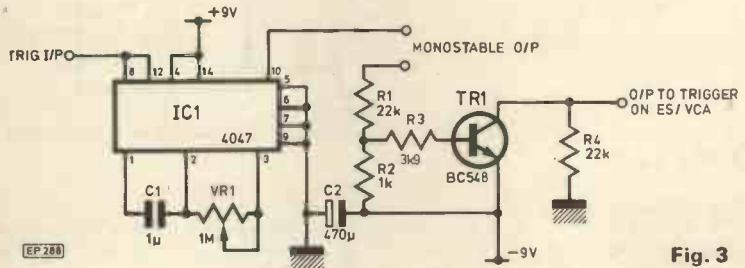 +9V
TRIG I/P
8
12
4
14
10
5
6
7
9
IC1
4047
1
2
3
C1
1µ
VR1
1M
MONOSTABLE O/P
R1
22k
R3
3k9
R2
1k
C2
470µ
TR1
BC548
O/P TO TRIGGER
ON ES/VCA
R4
22k
-9V
EP288
Fig. 3